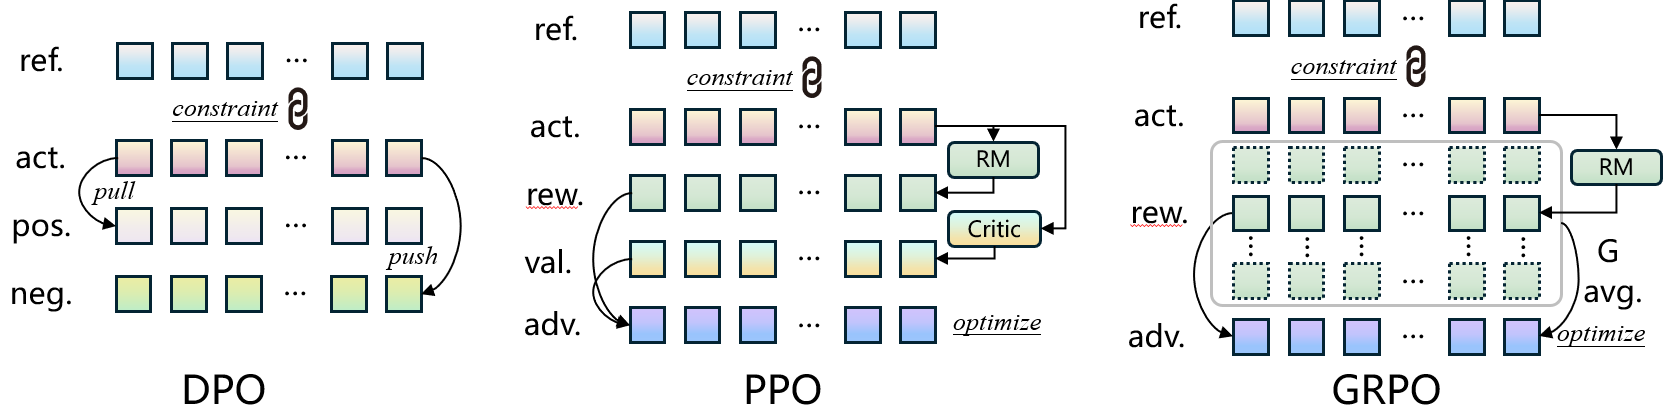 ref.
constraint
act.
pull
pos.
push
neg.
...
DPO
ref.
constraint
act.
RM
rew.
Critic
val.
adv.
optimize
...
PPO
ref.
constraint
act.
RM
rew.
G
avg.
adv.
optimize
...
GRPO